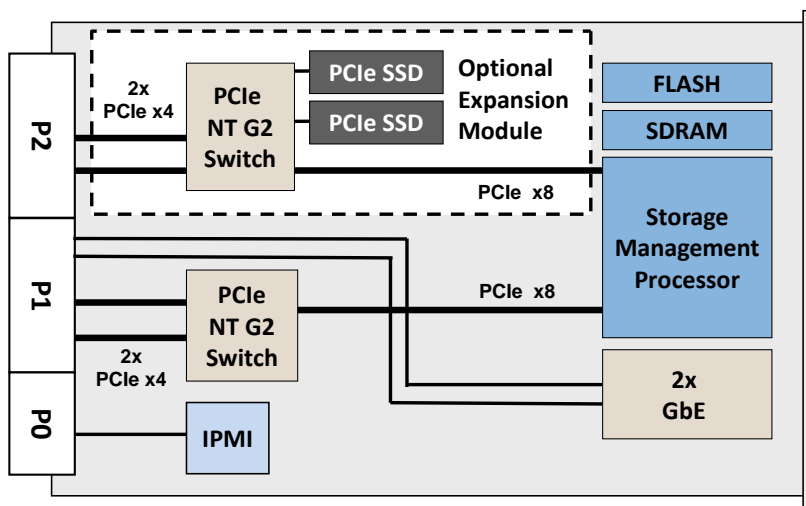 P2
P1
P0
2x
PCIe x4
PCIe
NT G2
Switch
PCIe SSD
PCIe SSD
Optional
Expansion
Module
PCIe x8
FLASH
SDRAM
Storage
Management
Processor
PCIe
NT G2
Switch
PCIe x8
2x
PCIe x4
2x
GbE
IPMI